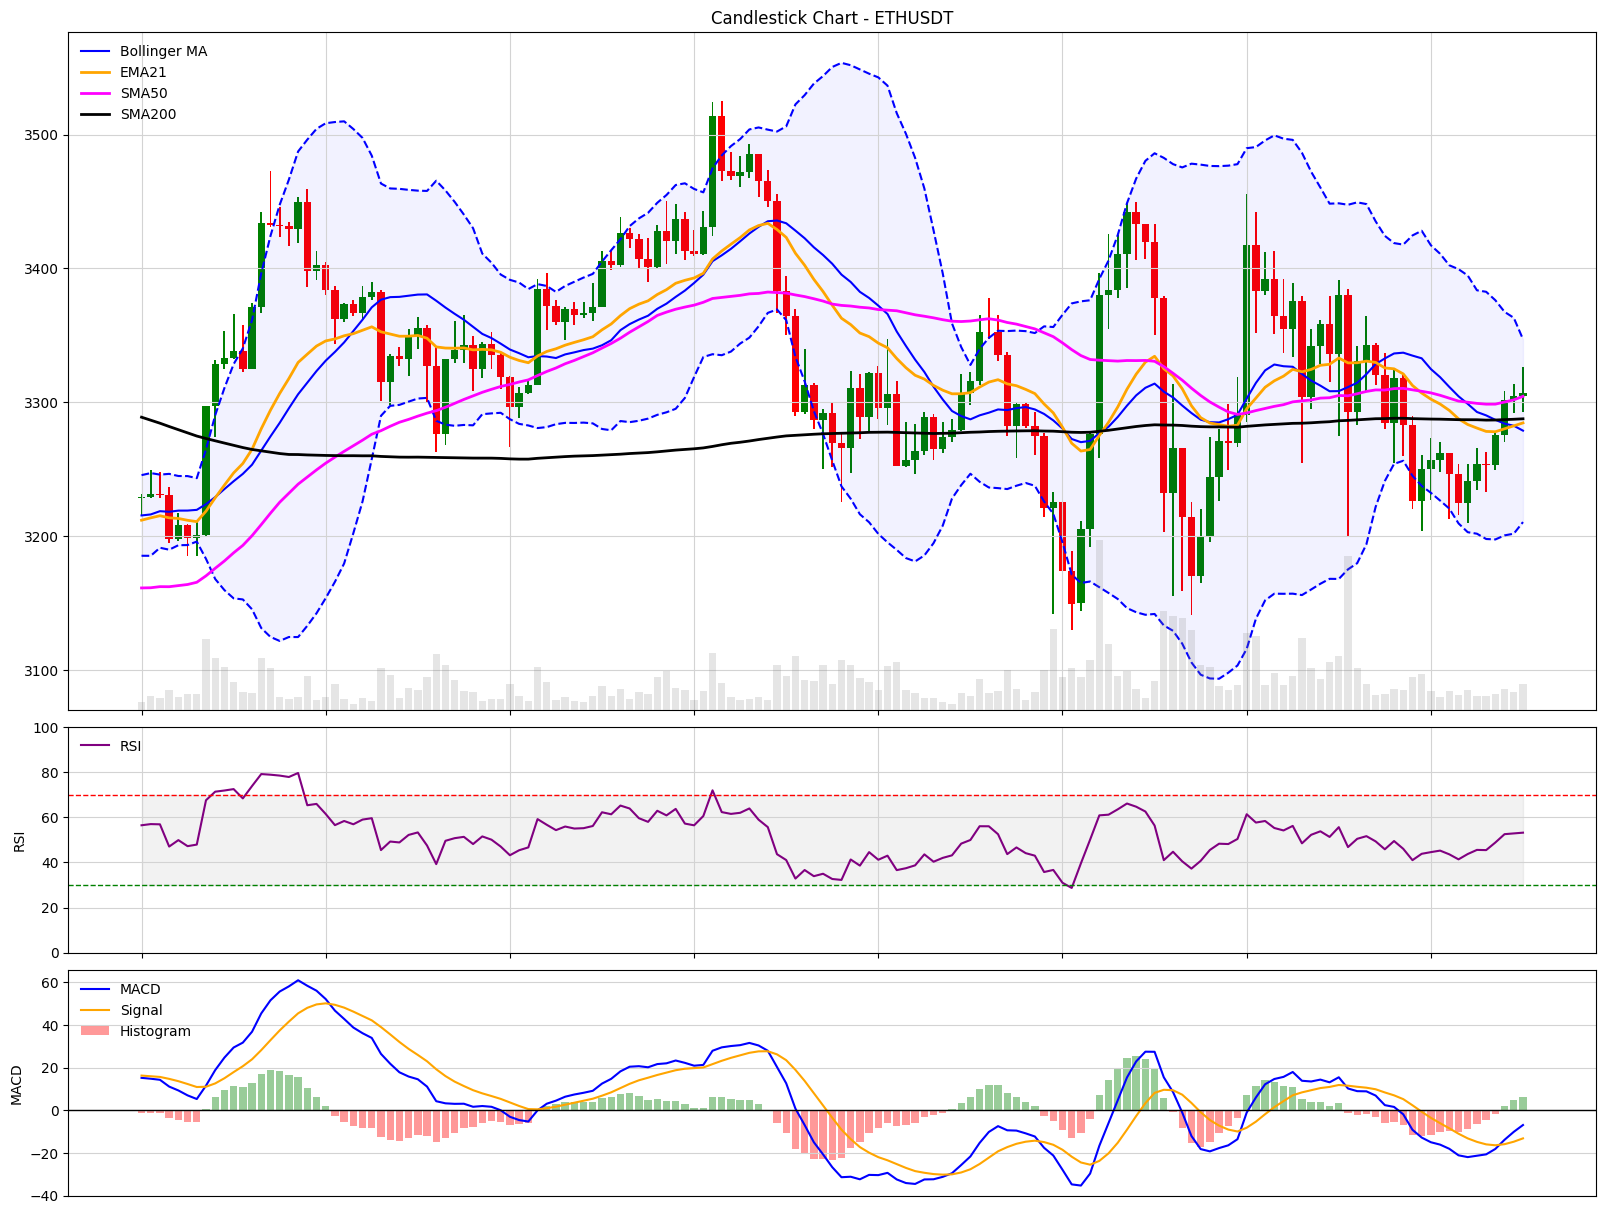 Candlestick Chart - ETHUSDT
Bollinger MA
EMA21
SMA50
SMA200
3500
3400
3300
3200
3100
RSI
100
80
60
40
20
0
RSI
MACD
Signal
Histogram
60
40
20
0
−20
−40
MACD